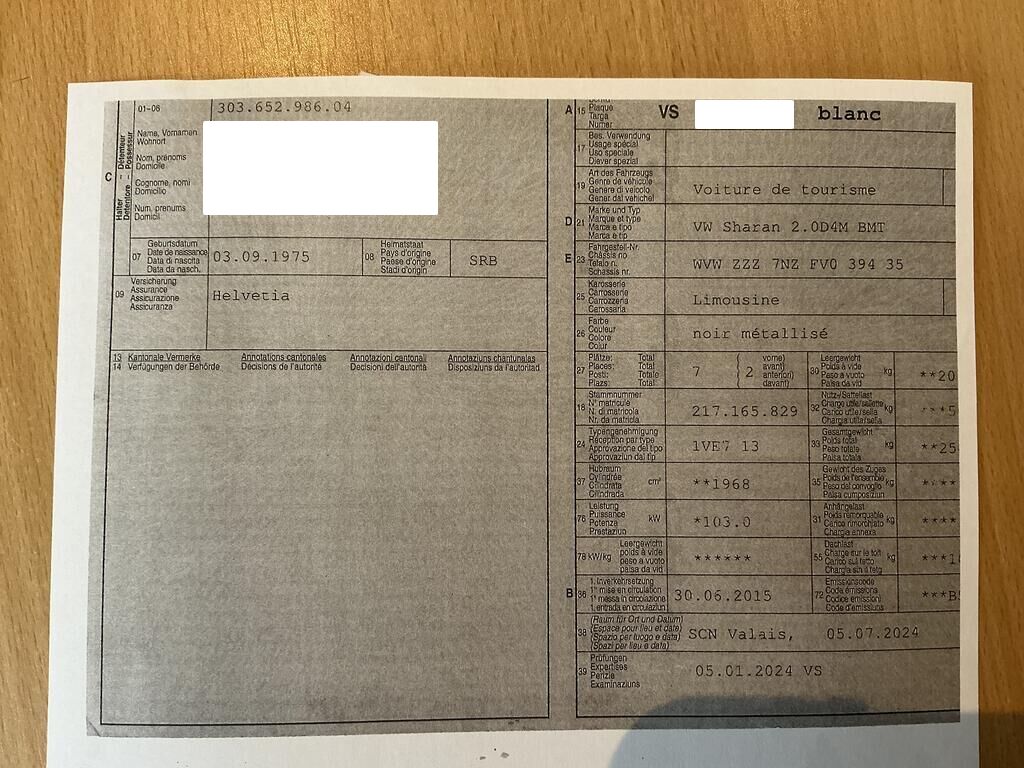 01-06
303.652.986.04
C
Halter – Détenteur
Detentore – Possessur
Name, Vornamen
Wohnort
Nom, prénoms
Domicile
Cognome, nomi
Domicilio
Num, prenums
Domicil
07
Geburtsdatum
Date de naissance
Data di nascita
Data da nasch.
03.09.1975
08
Heimatstaat
Pays d'origine
Paese d'origine
Stadi d'origin
SRB
09
Versicherung
Assurance
Assicurazione
Assicuranza
Helvetia
13 Kantonale Vermerke Annotations cantonales Annotazioni cantonali Annotaziuns chantunalas
14 Verfügungen der Behörde Décisions de l'autorité Decisioni dell'autorità Disposiziuns da l'autoritad
A 15
Plaque
Targa
Numer
VS blanc
17
Bes. Verwendung
Usage spécial
Uso speciale
Diever spezial
19
Art des Fahrzeugs
Genre de véhicule
Genere di veicolo
Gener dal vehichel
Voiture de tourisme
D 21
Marke und Typ
Marque et type
Marca e tipo
Marca e tip
VW Sharan 2.0D4M BMT
E 23
Fahrgestell-Nr.
Châssis no
Telaio n.
Schassis nr.
WVW ZZZ 7NZ FV0 394 35
25
Karosserie
Carrosserie
Carrozzeria
Carossaria
Limousine
26
Farbe
Couleur
Colore
Colur
noir métallisé
27
Plätze: Total
Places: Total
Posti: Totale
Plazs: Total
7
( vorne)
2 avant)
anteriori)
( davant)
30
Leergewicht
Poids à vide
Peso a vuoto
Paisa da vid
kg
**20
18
Stammnummer
N° matricule
N. di matricola
Nr. da matricla
217.165.829
32
Nutz-/Sattellast
Charge utile/sellette
Carico utile/sella
Chargia utila/sella
kg
***5
24
Typengenehmigung
Réception par type
Approvazione del tipo
Approvaziun dal tip
1VE7 13
33
Gesamtgewicht
Poids total
Peso totale
Paisa totala
kg
**25
37
Hubraum
Cylindrée
Cilindrata
Cilindrada
cm³
**1968
35
Gewicht des Zuges
Poids de l'ensemble
Peso del convoglio
Paisa cumposiziun
kg
****
76
Leistung
Puissance
Potenza
Prestaziun
kW
*103.0
31
Anhängelast
Poids remorquable
Carico rimorchiato
Chargia annexa
kg
****
78 kW/kg
Leergewicht
poids à vide
peso a vuoto
paisa da vid
******
55
Dachlast
Charge sur le toit
Carico sul tetto
Chargia sin il tetg
kg
***1
B 36
1. Inverkehrsetzung
1re mise en circulation
1a messa in circolazione
1. entrada en circulaziun
30.06.2015
72
Emissionscode
Code émissions
Codice emissioni
Code d'emissiuns
***B
38
(Raum für Ort und Datum)
(Espace pour lieu et date)
(Spazio per luogo e data)
(Spazi per lieu e data)
SCN Valais, 05.07.2024
39
Prüfungen
Expertises
Perizie
Examinaziuns
05.01.2024 VS